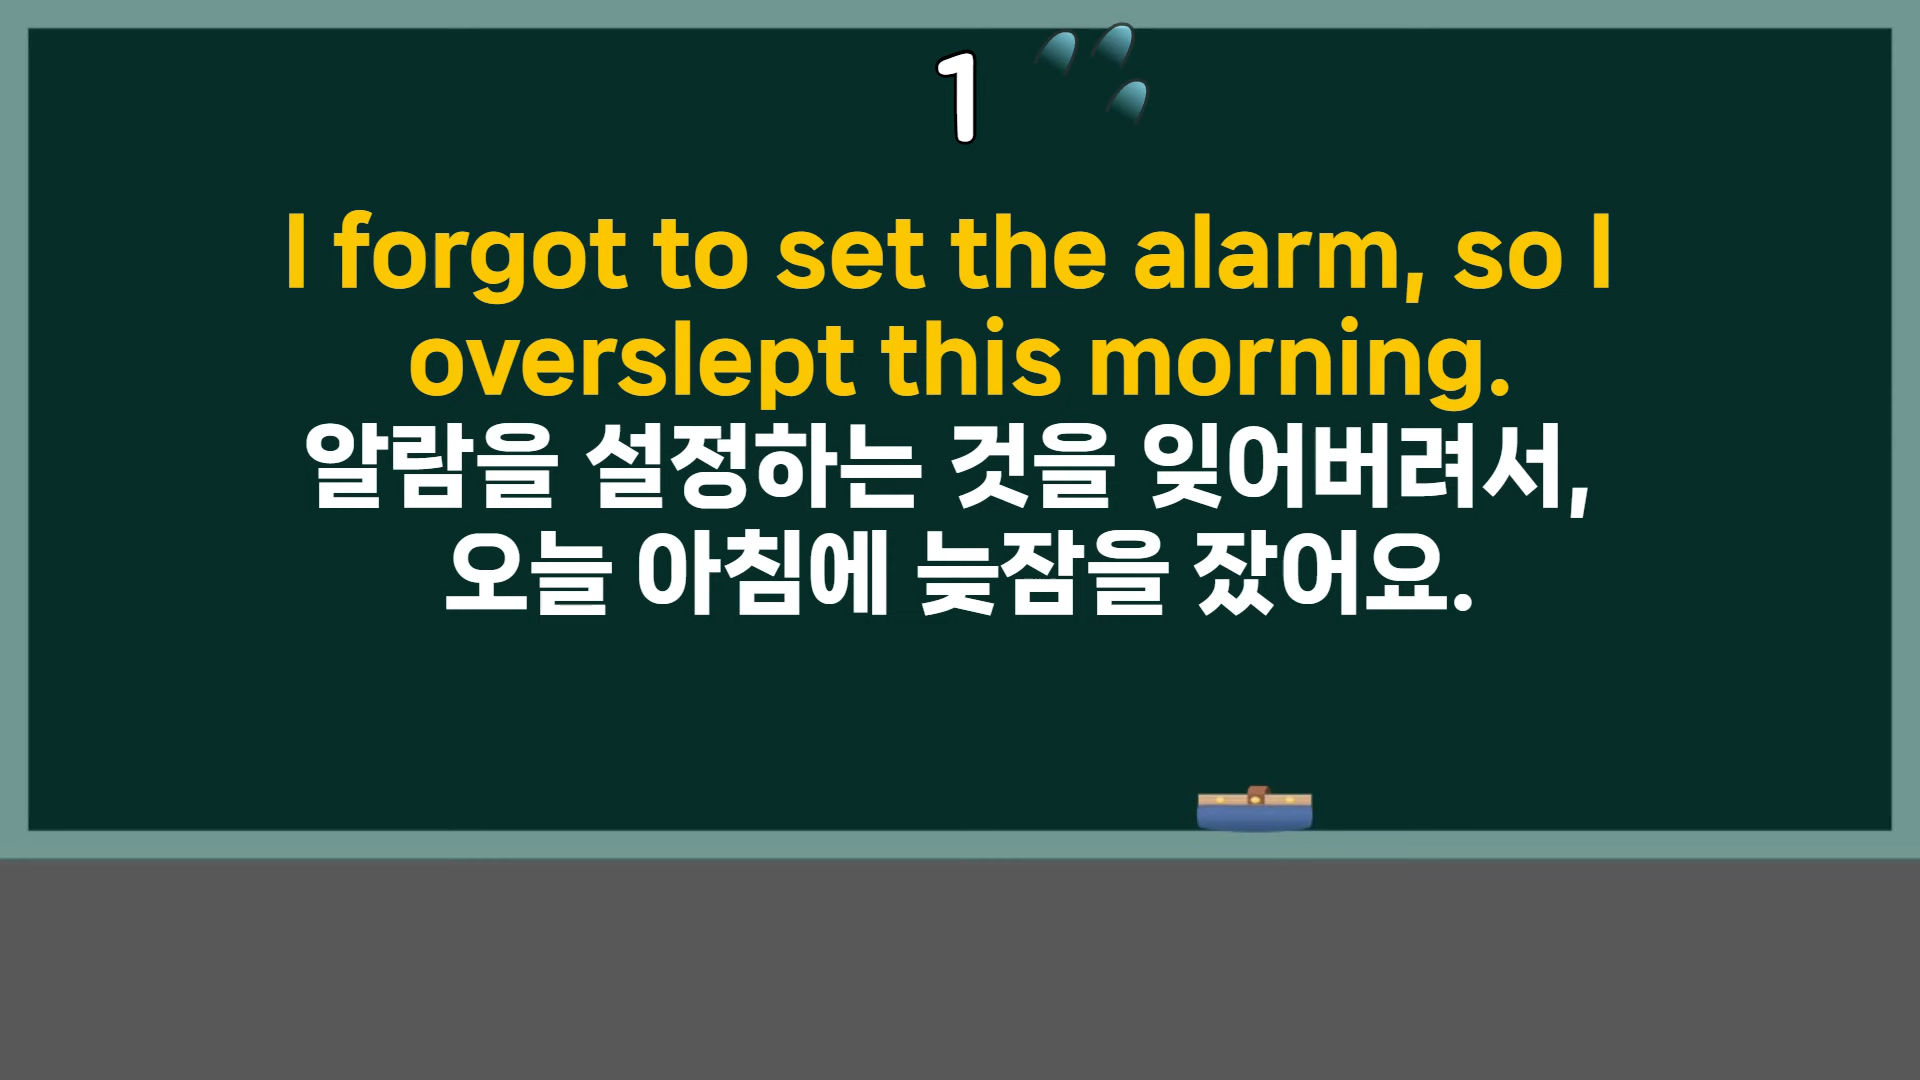 1
I forgot to set the alarm, so I
overslept this morning.
알람을 설정하는 것을 잊어버려서,
오늘 아침에 늦잠을 잤어요.